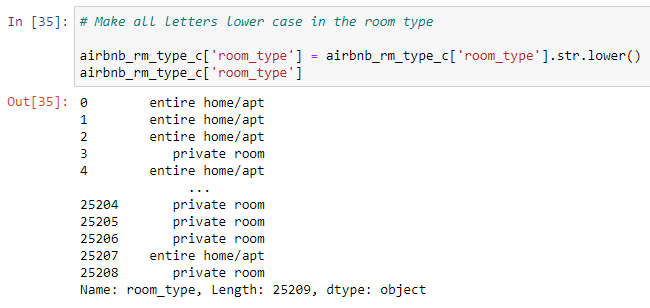 In [35]: # Make all letters lower case in the room type
airbnb_rm_type_c['room_type'] = airbnb_rm_type_c['room_type'].str.lower()
airbnb_rm_type_c['room_type']
Out[35]: 0 entire home/apt
1 entire home/apt
2 entire home/apt
3 private room
4 entire home/apt
...
25204 private room
25205 private room
25206 private room
25207 entire home/apt
25208 private room
Name: room_type, Length: 25209, dtype: object